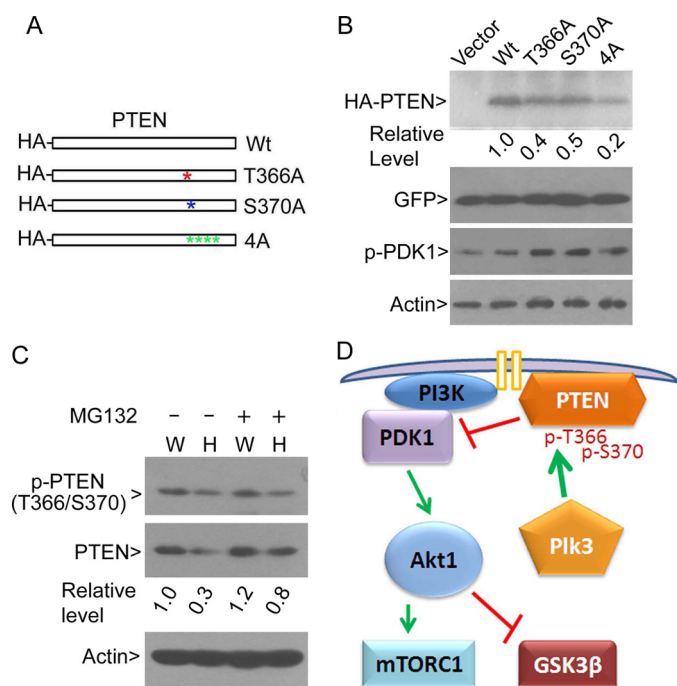 A
PTEN
HA- Wt
HA- * T366A
HA- * S370A
HA- **** 4A
B
Vector Wt T366A S370A 4A
HA-PTEN>
Relative
Level
1.0 0.4 0.5 0.2
GFP>
p-PDK1>
Actin>
C
MG132 – – + +
W H W H
p-PTEN
(T366/S370) >
PTEN>
Relative
level
1.0 0.3 1.2 0.8
Actin>
D
PI3K
PTEN
PDK1
p-T366
p-S370
Akt1
Plk3
mTORC1
GSK3β